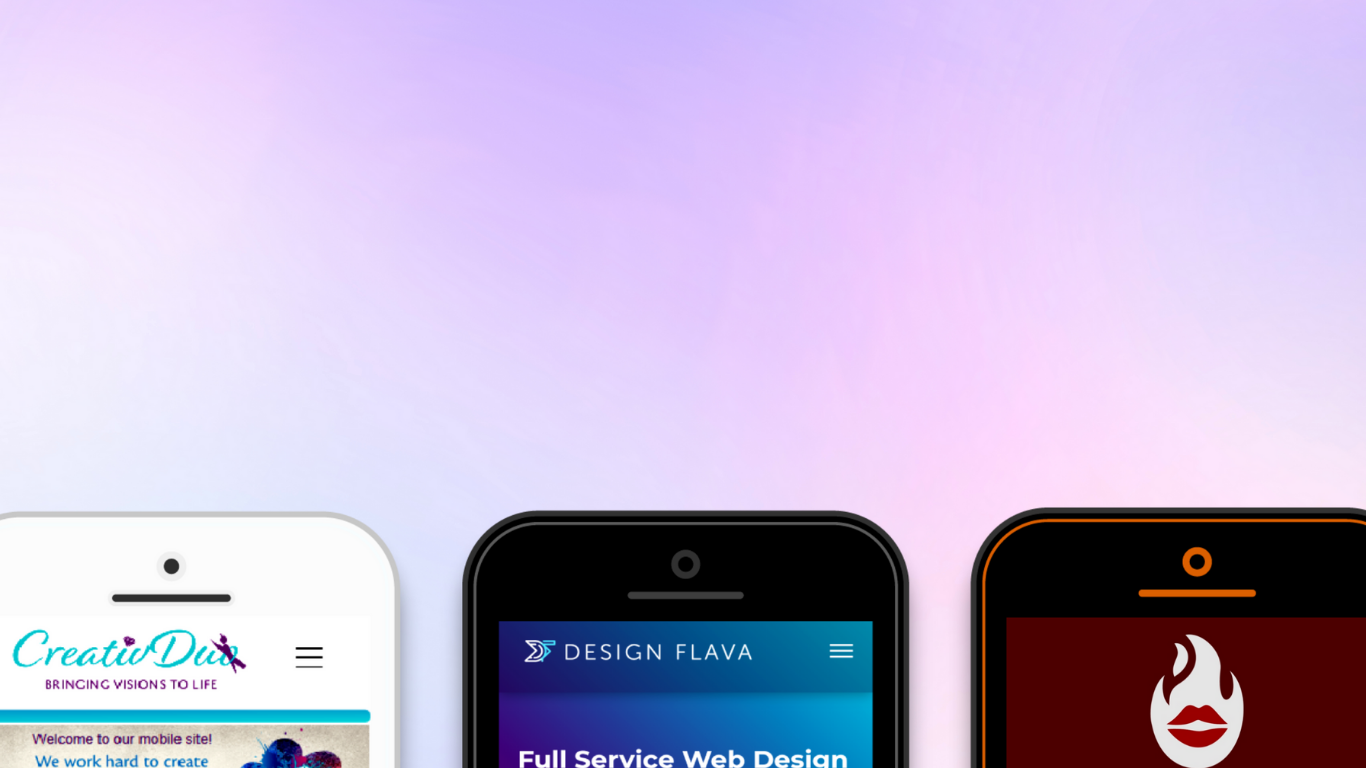 CreativDuo
BRINGING VISIONS TO LIFE
Welcome to our mobile site!
We work hard to create
DESIGN FLAVA
Full Service Web Design